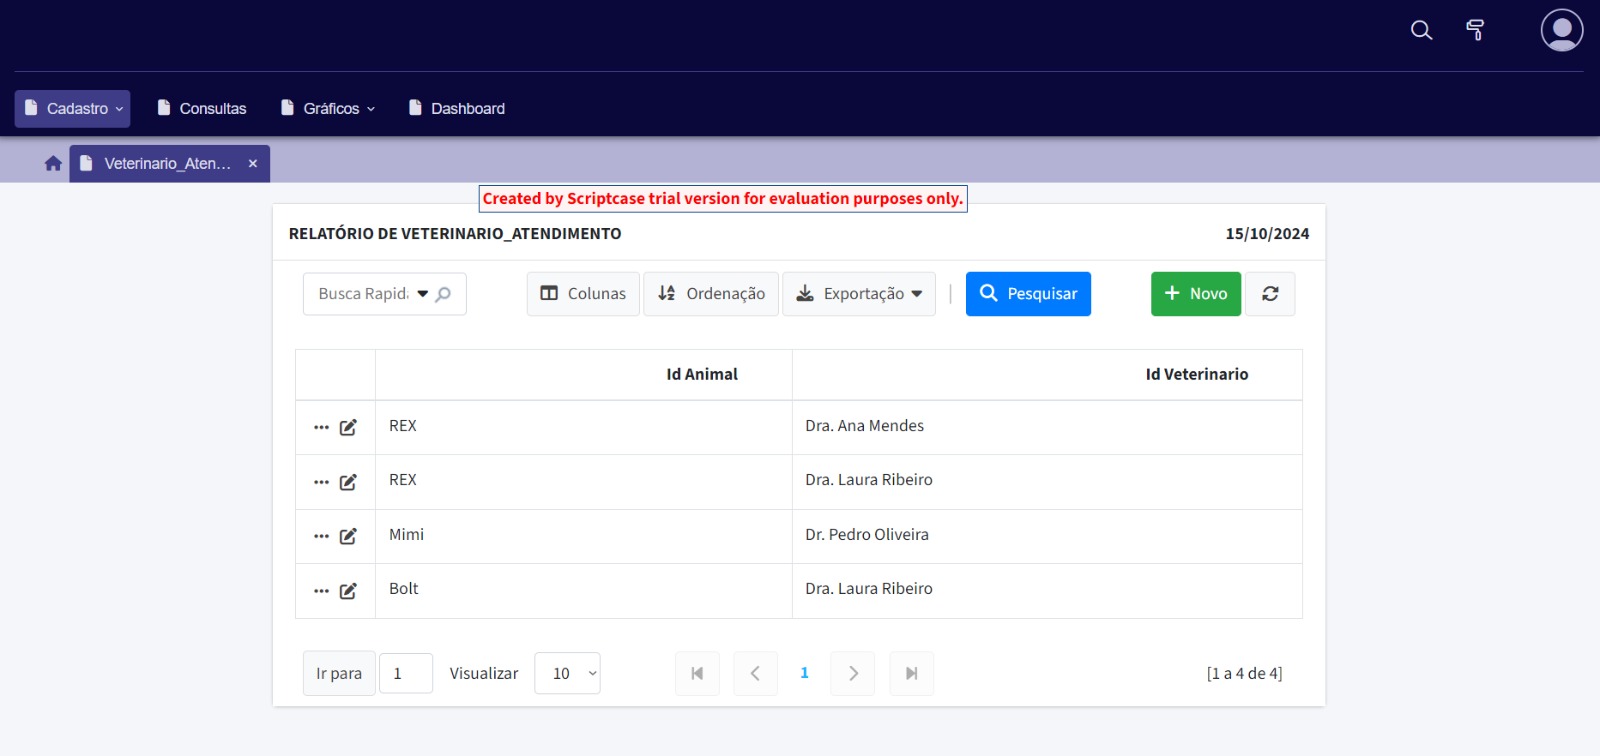 Cadastro
Consultas
Gráficos
Dashboard
Veterinario_Aten...
Created by Scriptcase trial version for evaluation purposes only.
RELATÓRIO DE VETERINARIO_ATENDIMENTO 15/10/2024
Busca Rapid
Colunas
Ordenação
Exportação
Pesquisar
Novo
Id Animal Id Veterinario
REX Dra. Ana Mendes
REX Dra. Laura Ribeiro
Mimi Dr. Pedro Oliveira
Bolt Dra. Laura Ribeiro
Ir para 1 Visualizar 10 1 [1 a 4 de 4]